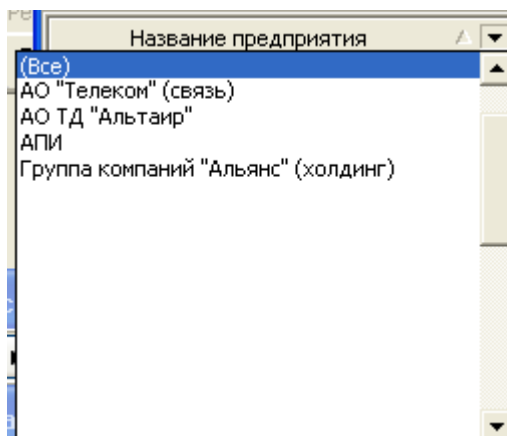 Название предприятия
(Все)
АО "Телеком" (связь)
АО ТД "Альтаир"
АПИ
Группа компаний "Альянс" (холдинг)